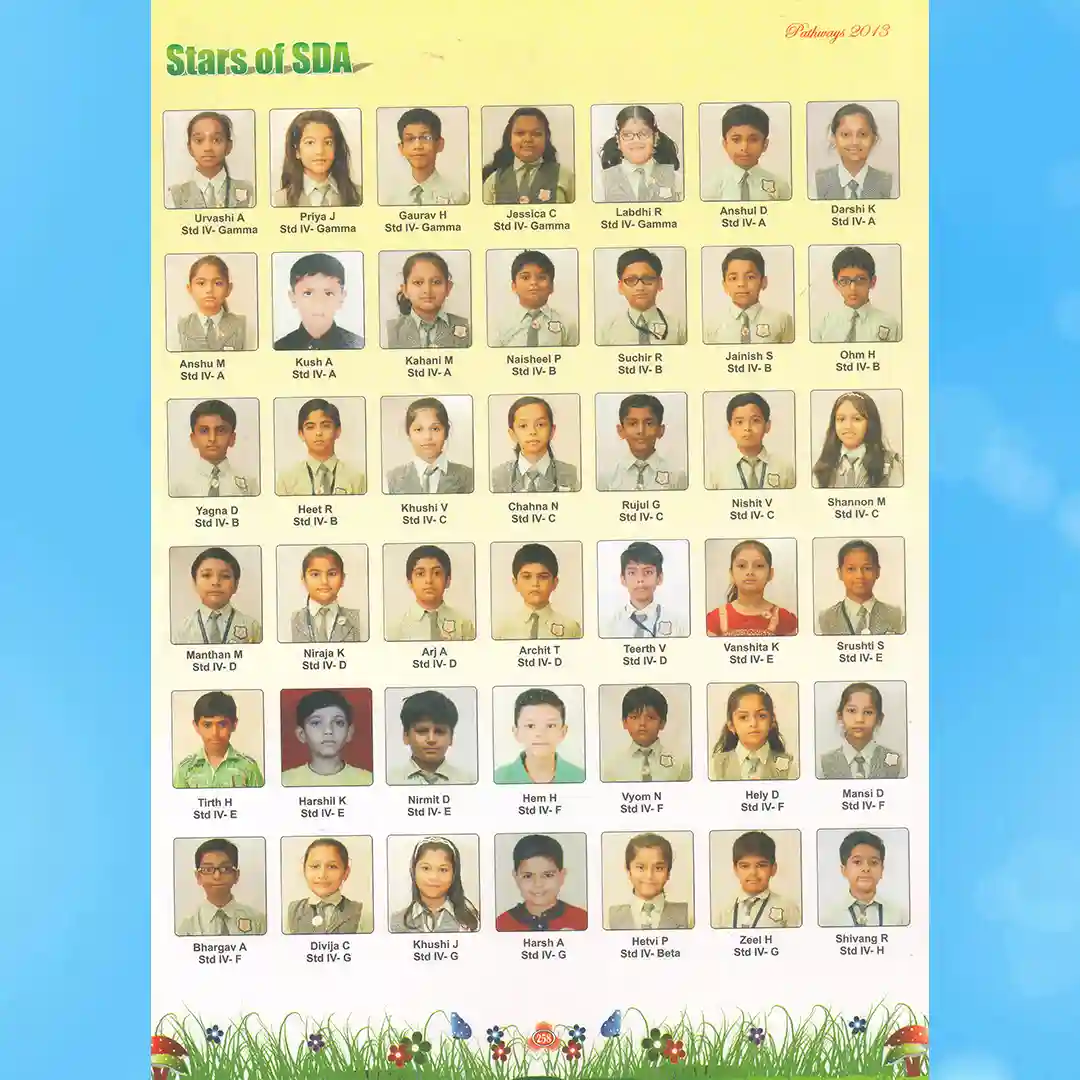 Pathways 2013
Stars of SDA
Urvashi A
Std IV- Gamma
Priya J
Std IV- Gamma
Gaurav H
Std IV- Gamma
Jessica C
Std IV- Gamma
Labdhi R
Std IV- Gamma
Anshul D
Std IV- A
Darshi K
Std IV- A
Anshu M
Std IV- A
Kush A
Std IV- A
Kahani M
Std IV- A
Naisheel P
Std IV- B
Suchir R
Std IV- B
Jainish S
Std IV- B
Ohm H
Std IV- B
Yagna D
Std IV- B
Heet R
Std IV- B
Khushi V
Std IV- C
Chahna N
Std IV- C
Rujul G
Std IV- C
Nishit V
Std IV- C
Shannon M
Std IV- C
Manthan M
Std IV- D
Niraja K
Std IV- D
Arj A
Std IV- D
Archit T
Std IV- D
Teerth V
Std IV- D
Vanshita K
Std IV- E
Srushti S
Std IV- E
Tirth H
Std IV- E
Harshil K
Std IV- E
Nirmit D
Std IV- E
Hem H
Std IV- F
Vyom N
Std IV- F
Hely D
Std IV- F
Mansi D
Std IV- F
Bhargav A
Std IV- F
Divija C
Std IV- G
Khushi J
Std IV- G
Harsh A
Std IV- G
Hetvi P
Std IV- Beta
Zeel H
Std IV- G
Shivang R
Std IV- H
258